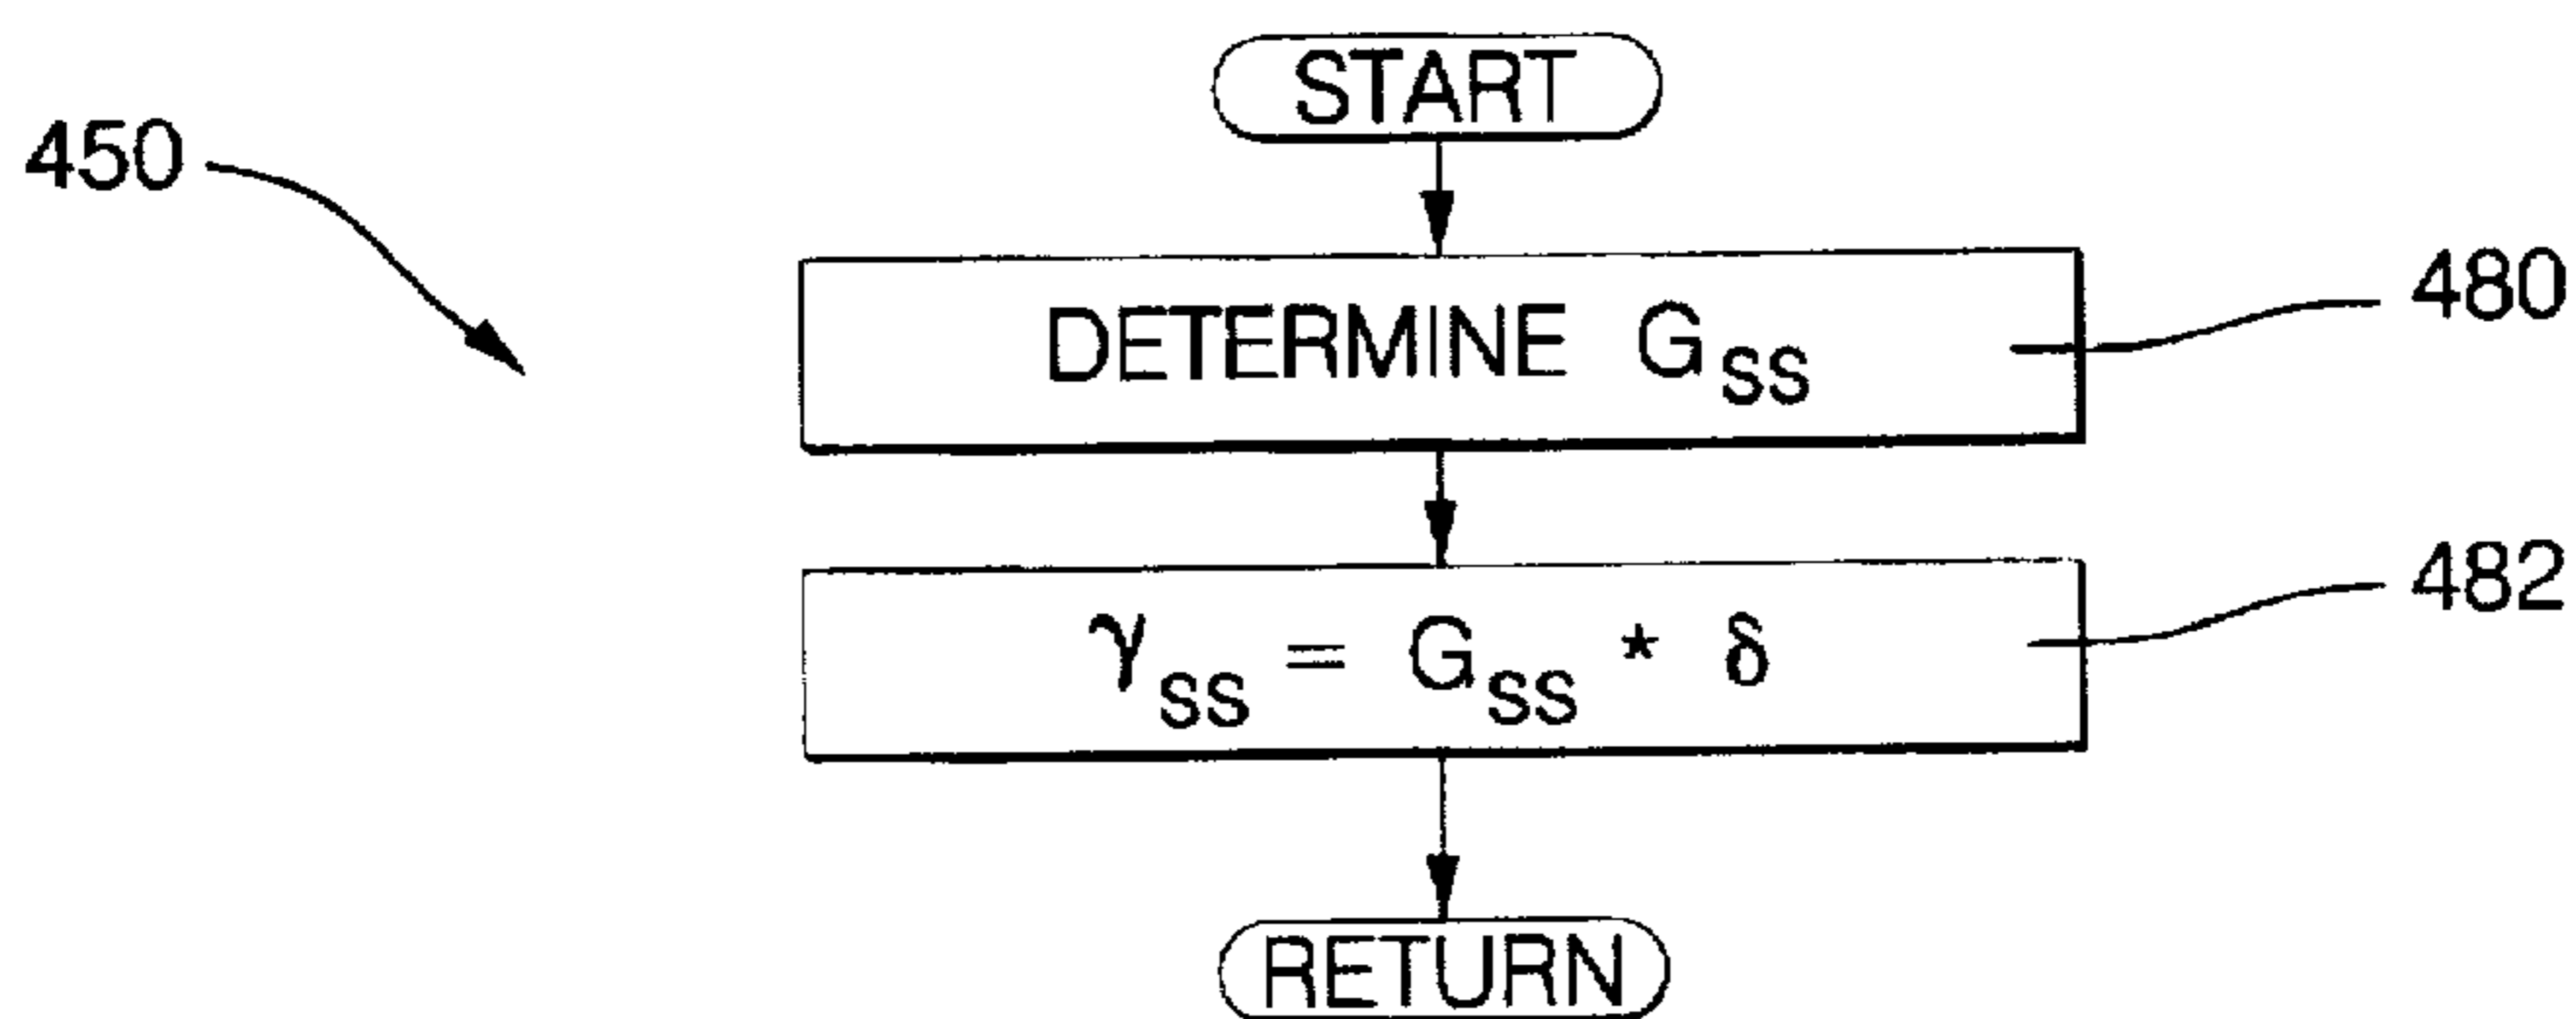 START
450
DETERMINE G_SS
480
γ_SS = G_SS * δ
482
RETURN